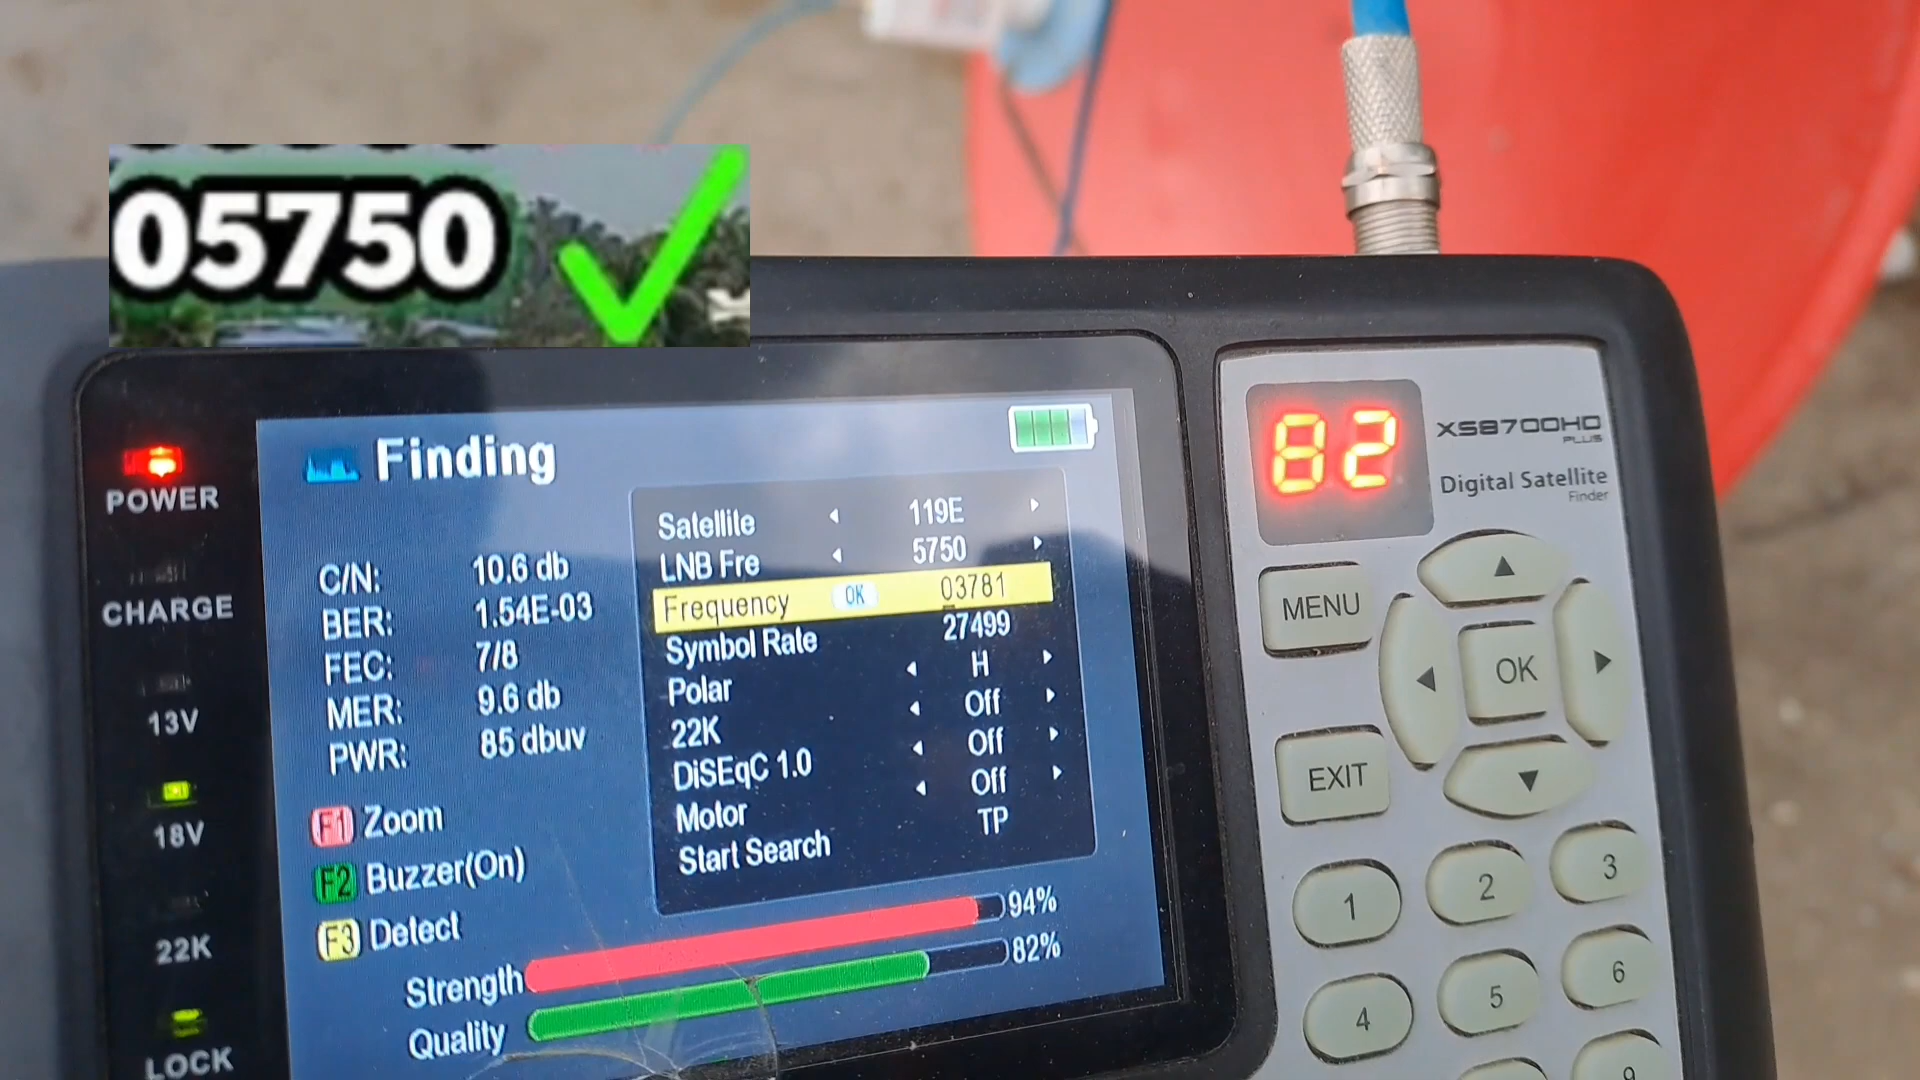 05750
POWER
CHARGE
13V
18V
22K
LOCK
Finding
C/N: 10.6 db
BER: 1.54E-03
FEC: 7/8
MER: 9.6 db
PWR: 85 dbuv
F1 Zoom
F2 Buzzer(On)
F3 Detect
Satellite 119E
LNB Fre 5750
Frequency OK 03781
Symbol Rate 27499
Polar H
22K Off
DiSEqC 1.0 Off
Motor Off
Start Search TP
Strength 94%
Quality 82%
82
XS8700HD
PLUS
Digital Satellite
Finder
MENU
OK
EXIT
1 2 3
4 5 6
9